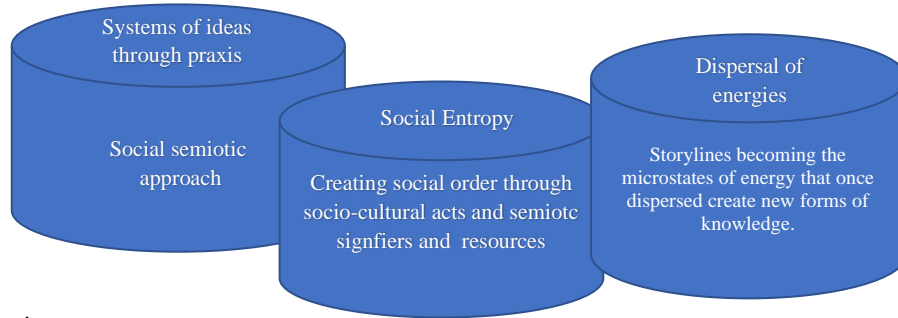 Systems of ideas
through praxis
Social semiotic
approach
Social Entropy
Creating social order through
socio-cultural acts and semiotc
signfiers and resources
Dispersal of
energies
Storylines becoming the
microstates of energy that once
dispersed create new forms of
knowledge.